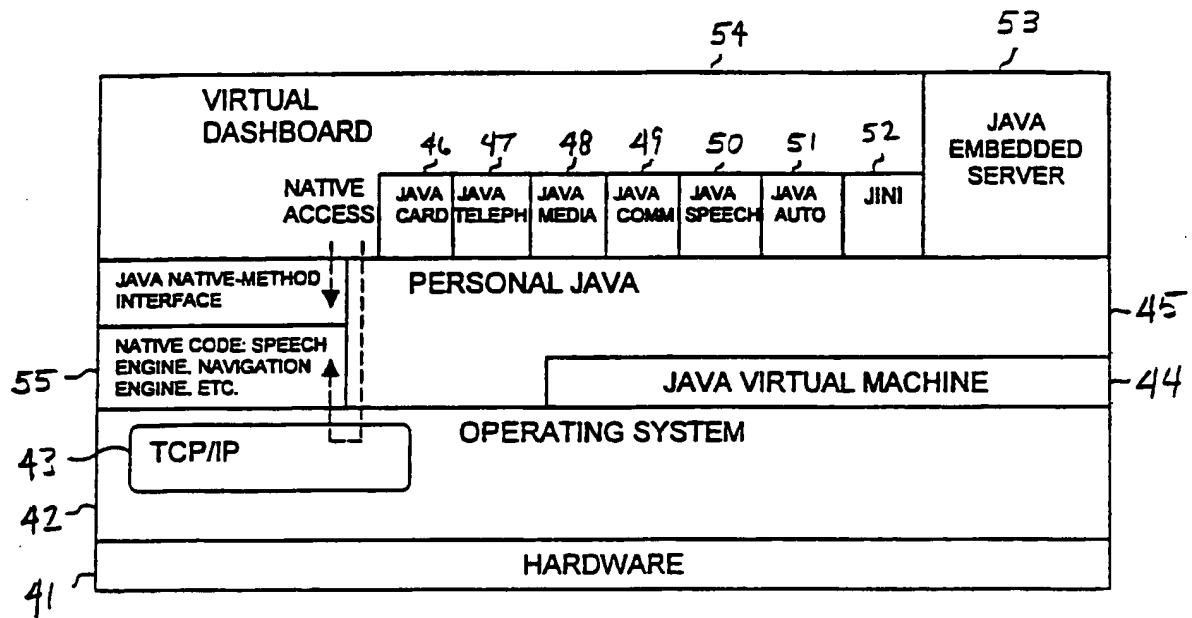 54
53
VIRTUAL
DASHBOARD
JAVA
EMBEDDED
SERVER
46 47 48 49 50 51 52
NATIVE
ACCESS
JAVA
CARD
JAVA
TELEPH
JAVA
MEDIA
JAVA
COMM
JAVA
SPEECH
JAVA
AUTO
JINI
JAVA NATIVE-METHOD
INTERFACE
PERSONAL JAVA
45
NATIVE CODE: SPEECH
ENGINE, NAVIGATION
ENGINE, ETC.
55
JAVA VIRTUAL MACHINE
44
OPERATING SYSTEM
TCP/IP
43
42
HARDWARE
41